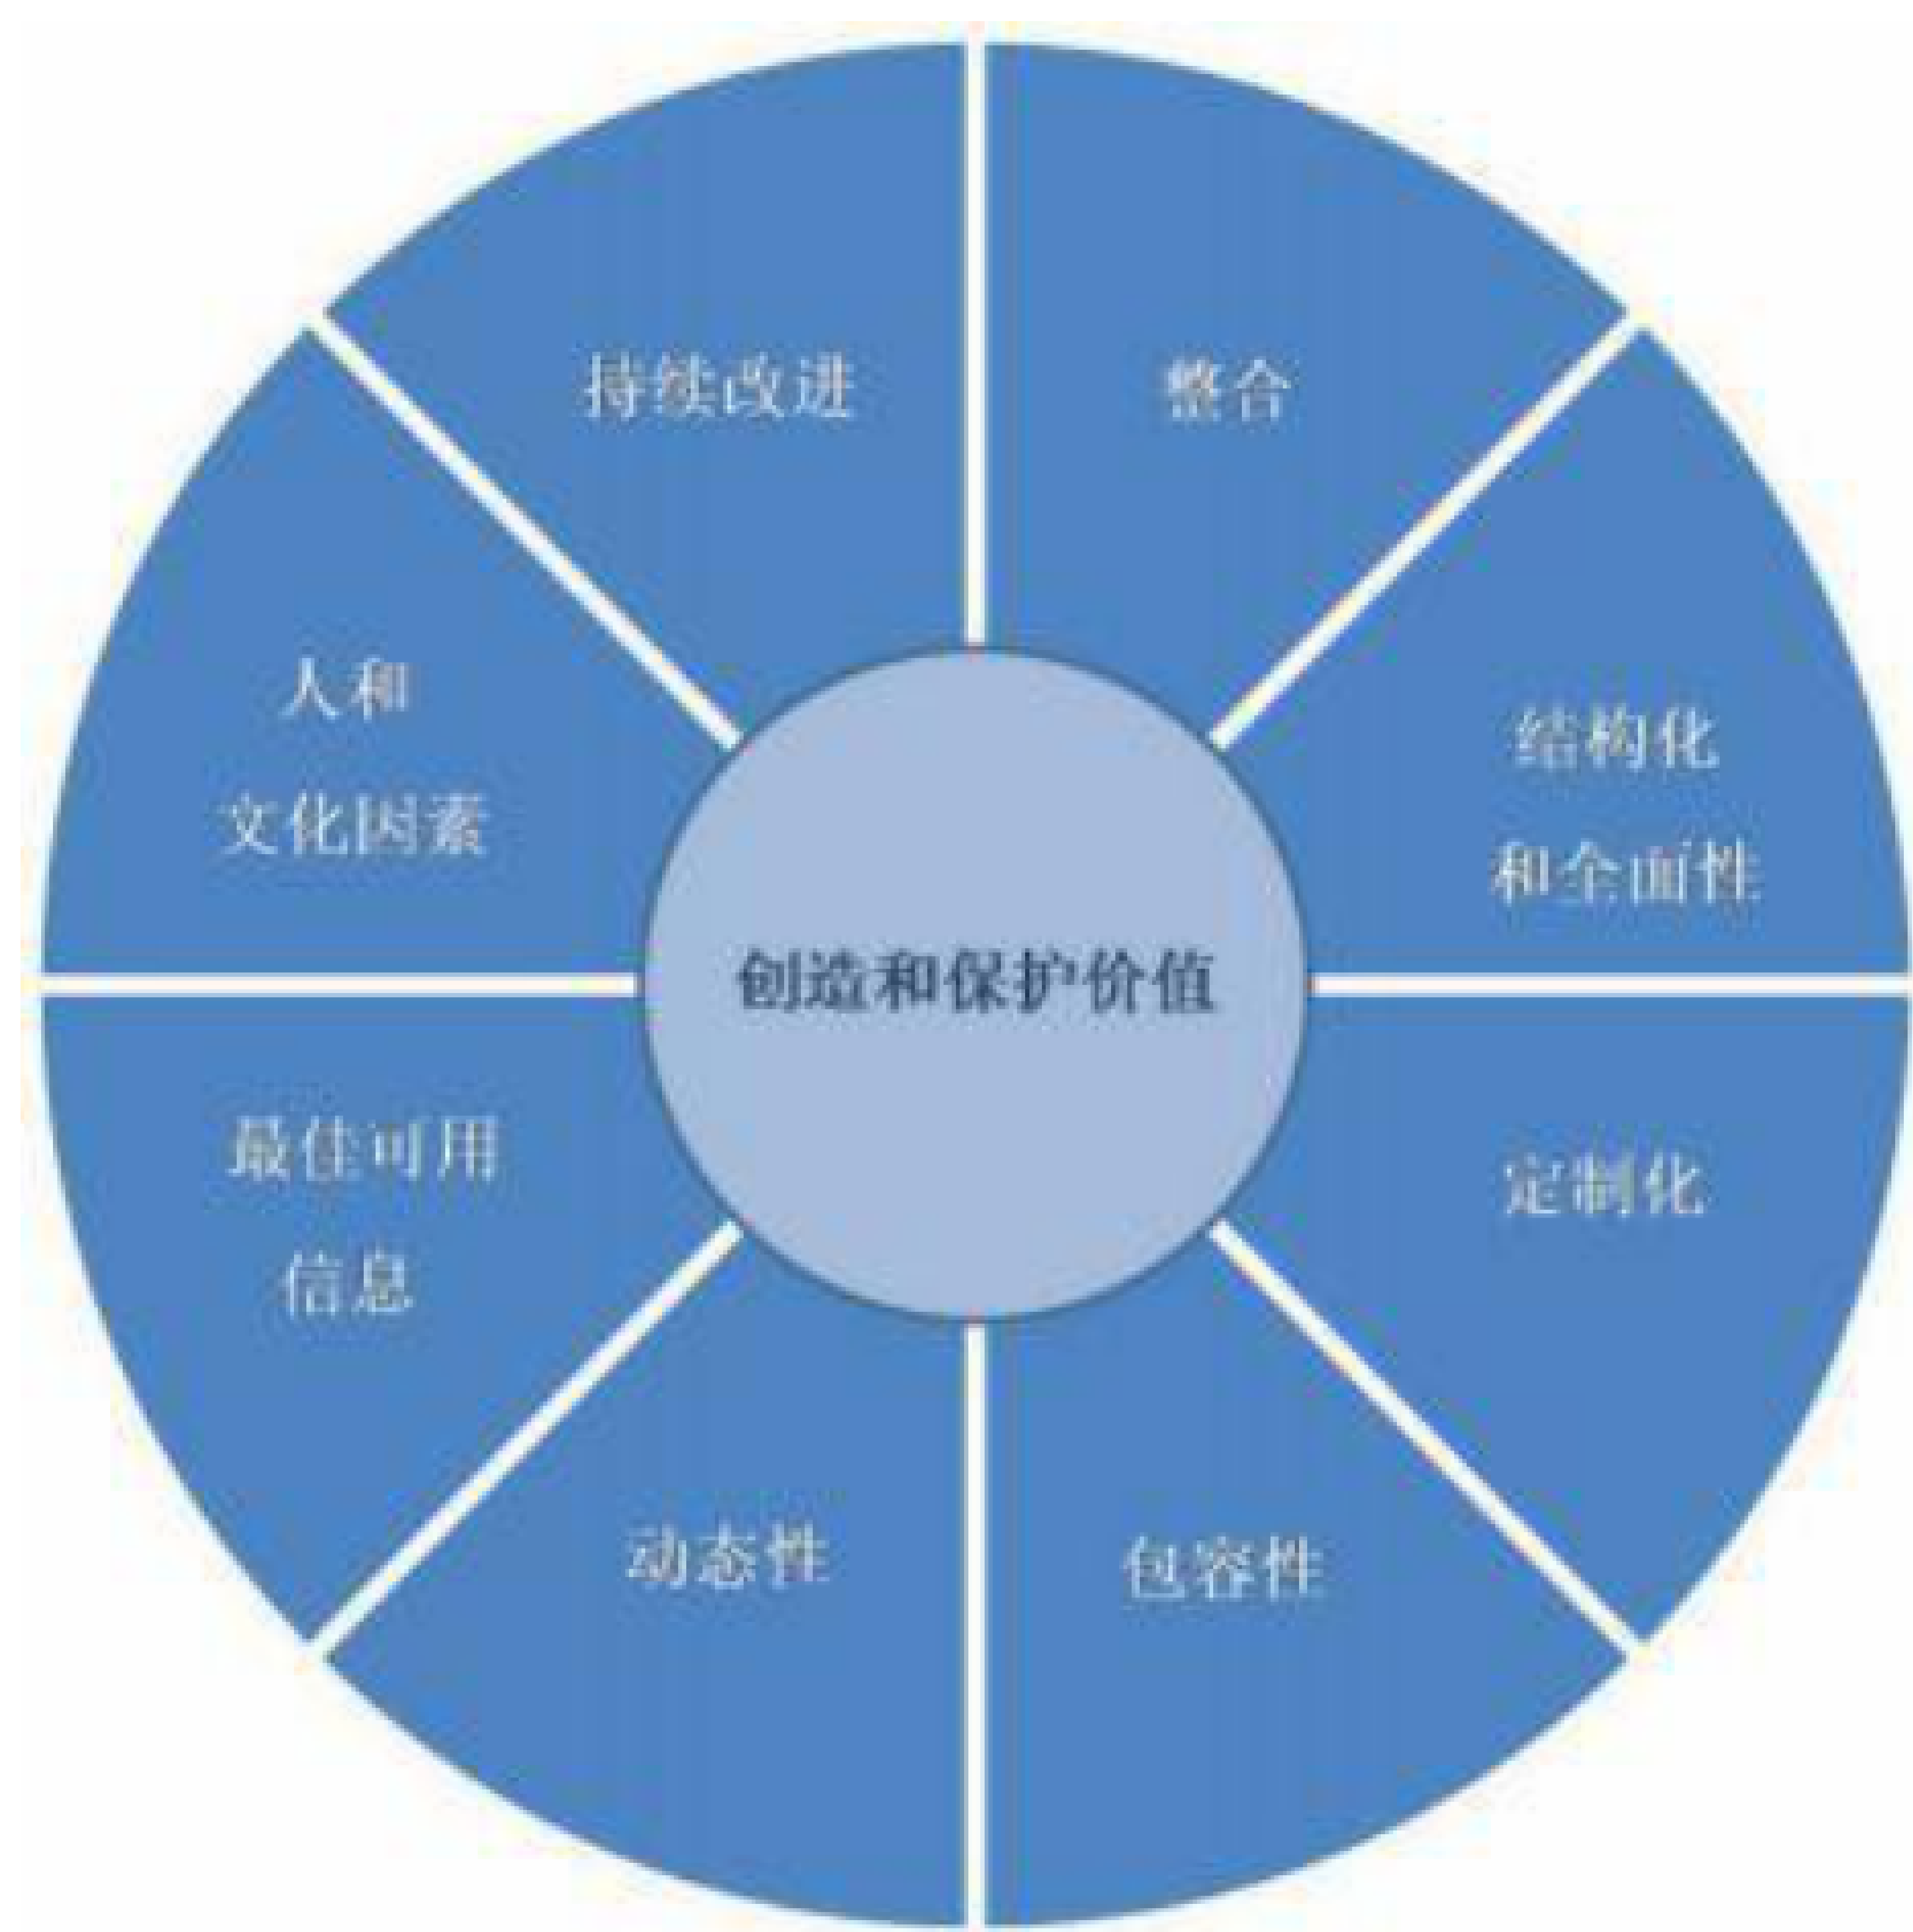 持续改进
整合
人和
文化因素
结构化
和全面性
创造和保护价值
最佳可用
信息
定制化
动态性
包容性